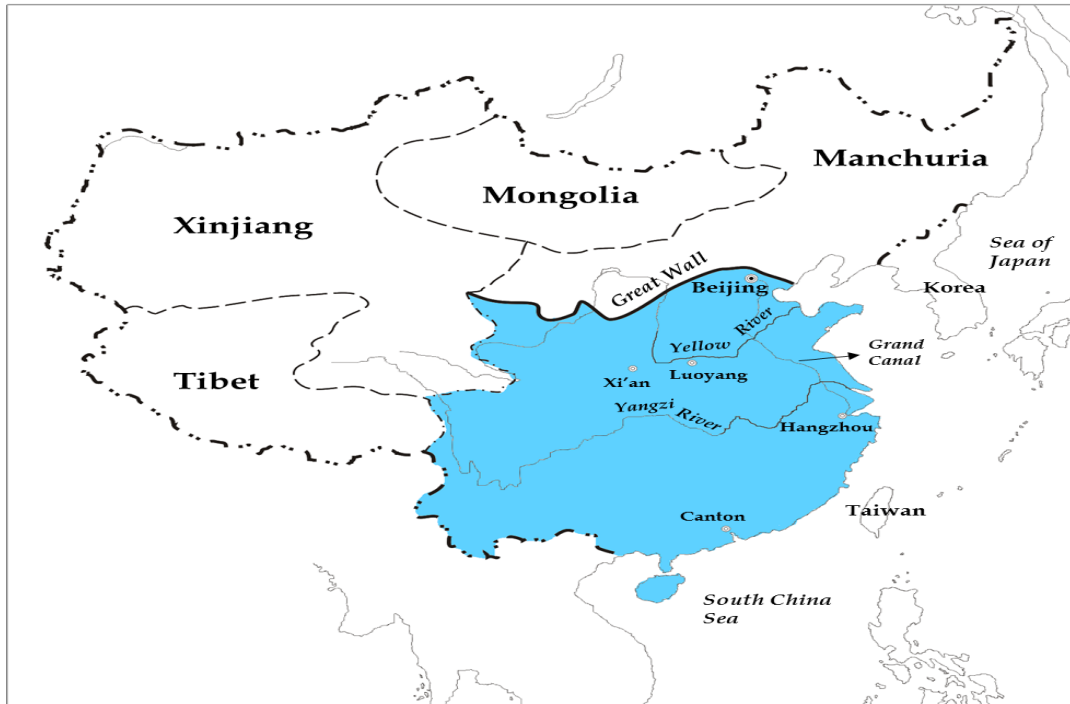 Manchuria
Mongolia
Xinjiang
Sea of
Japan
Great Wall
Beijing
Korea
Yellow River
Grand
Canal
Tibet
Xi'an
Luoyang
Yangzi River
Hangzhou
Canton
Taiwan
South China
Sea